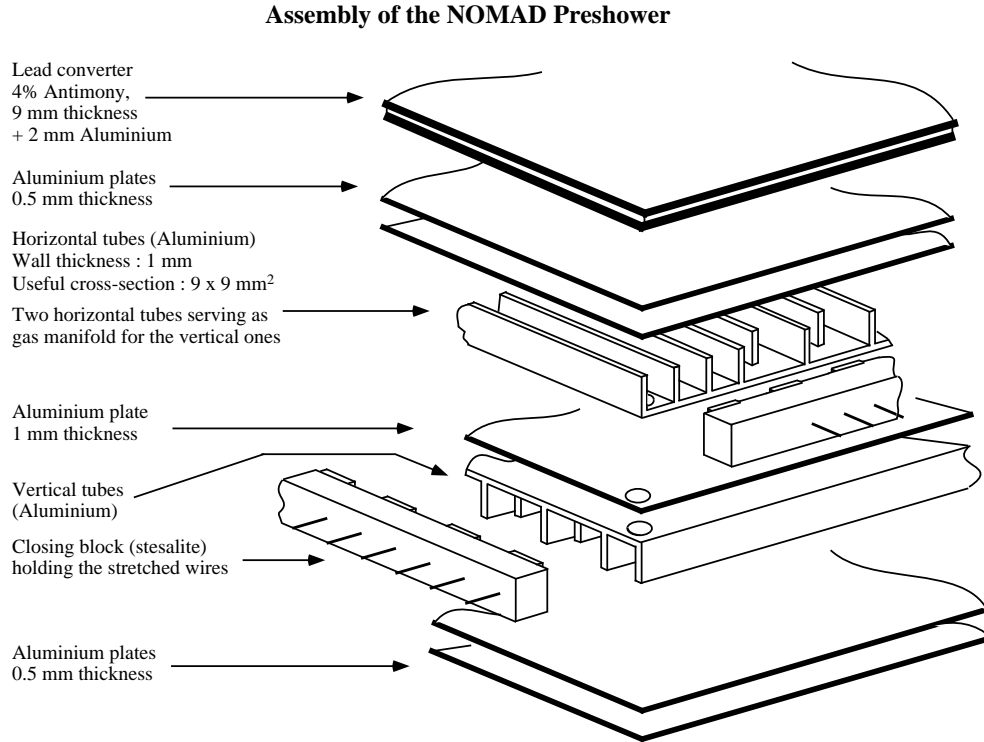 Assembly of the NOMAD Preshower
Lead converter
4% Antimony,
9 mm thickness
+ 2 mm Aluminium
Aluminium plates
0.5 mm thickness
Horizontal tubes (Aluminium)
Wall thickness : 1 mm
Useful cross-section : 9 x 9 mm²
Two horizontal tubes serving as
gas manifold for the vertical ones
Aluminium plate
1 mm thickness
Vertical tubes
(Aluminium)
Closing block (stesalite)
holding the stretched wires
Aluminium plates
0.5 mm thickness